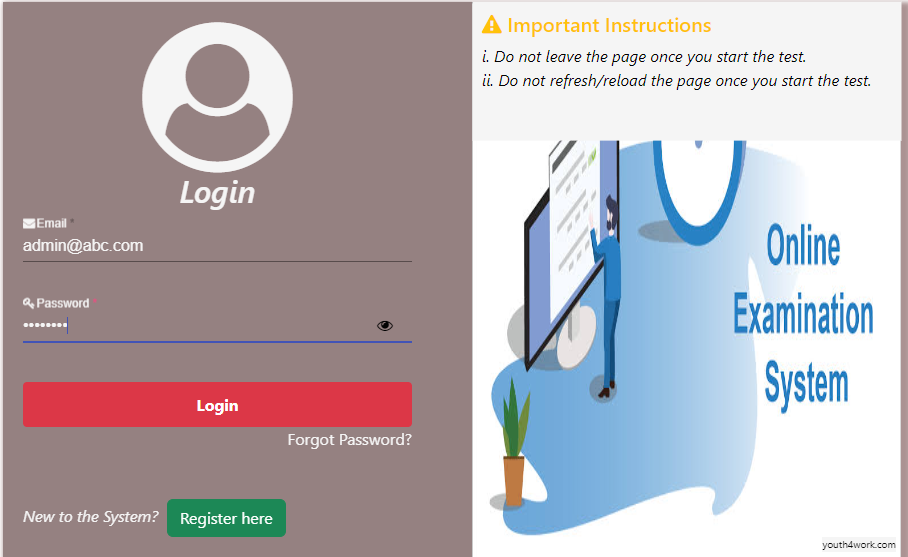 Login
Email *
admin@abc.com
Password *
••••••••
Login
Forgot Password?
New to the System? Register here
Important Instructions
i. Do not leave the page once you start the test.
ii. Do not refresh/reload the page once you start the test.
Online
Examination
System
youth4work.com